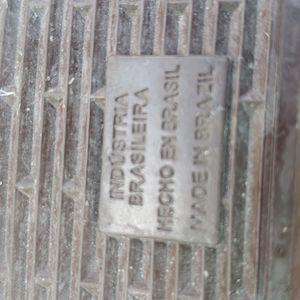 INDÚSTRIA
BRASILEIRA
HECHO EN BRASIL
MADE IN BRAZIL